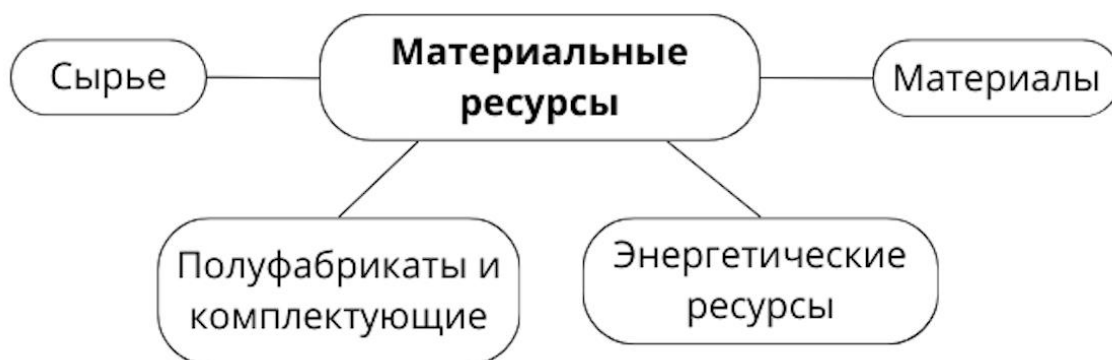 Сырье
Материальные
ресурсы
Материалы
Полуфабрикаты и
комплектующие
Энергетические
ресурсы